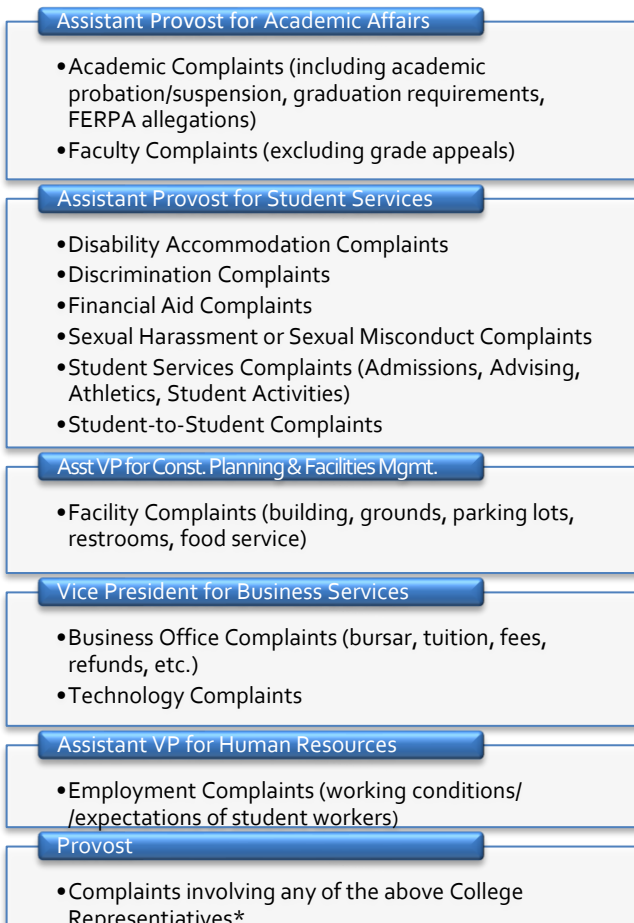 Assistant Provost for Academic Affairs
•Academic Complaints (including academic
probation/suspension, graduation requirements,
FERPA allegations)
•Faculty Complaints (excluding grade appeals)
Assistant Provost for Student Services
•Disability Accommodation Complaints
•Discrimination Complaints
•Financial Aid Complaints
•Sexual Harassment or Sexual Misconduct Complaints
•Student Services Complaints (Admissions, Advising,
Athletics, Student Activities)
•Student-to-Student Complaints
Asst VP for Const. Planning & Facilities Mgmt.
•Facility Complaints (building, grounds, parking lots,
restrooms, food service)
Vice President for Business Services
•Business Office Complaints (bursar, tuition, fees,
refunds, etc.)
•Technology Complaints
Assistant VP for Human Resources
•Employment Complaints (working conditions/
/expectations of student workers)
Provost
•Complaints involving any of the above College
Representiatives*